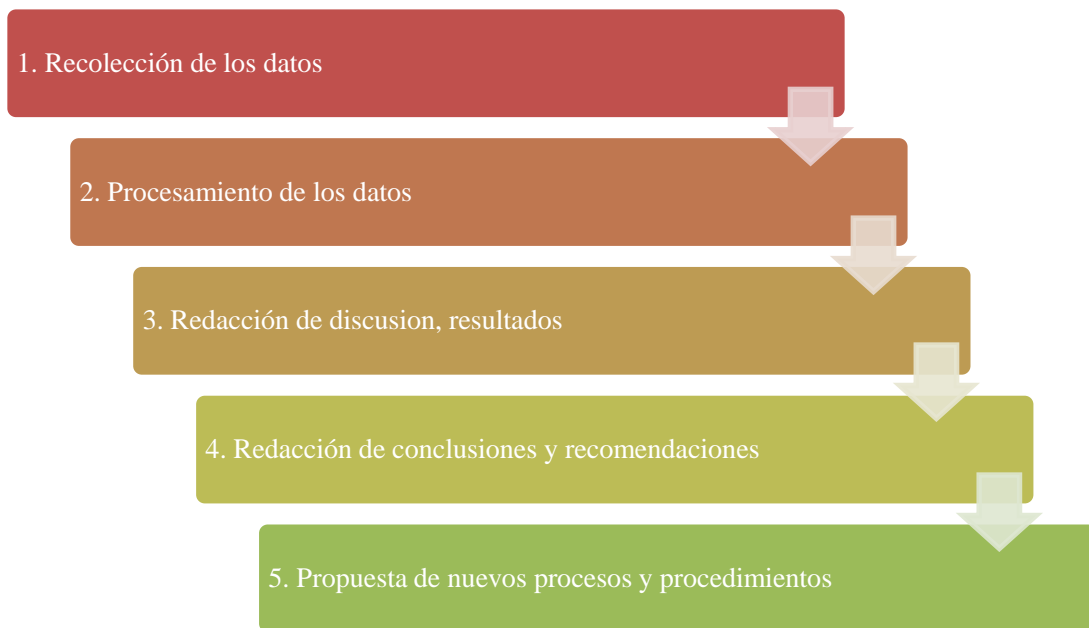 1. Recolección de los datos
2. Procesamiento de los datos
3. Redacción de discusion, resultados
4. Redacción de conclusiones y recomendaciones
5. Propuesta de nuevos procesos y procedimientos